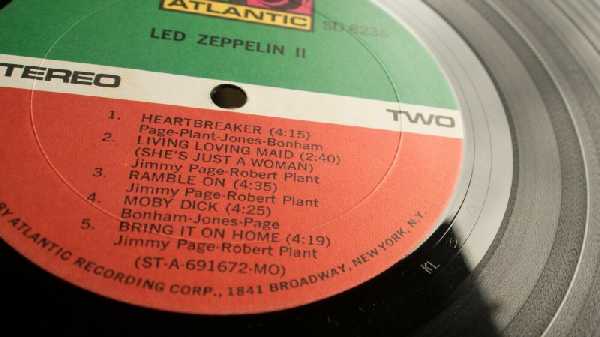 ATLANTIC
SD 8236
LED ZEPPELIN II
STEREO
TWO
1. HEARTBREAKER (4:15)
Page-Plant-Jones-Bonham
2. LIVING LOVING MAID (2:40)
(SHE'S JUST A WOMAN)
Jimmy Page-Robert Plant
3. RAMBLE ON (4:35)
Jimmy Page-Robert Plant
4. MOBY DICK (4:25)
Bonham-Jones-Page
5. BRING IT ON HOME (4:19)
Jimmy Page-Robert Plant
(ST-A-691672-MO)
BY ATLANTIC RECORDING CORP., 1841 BROADWAY, NEW YORK, N.Y.
KL